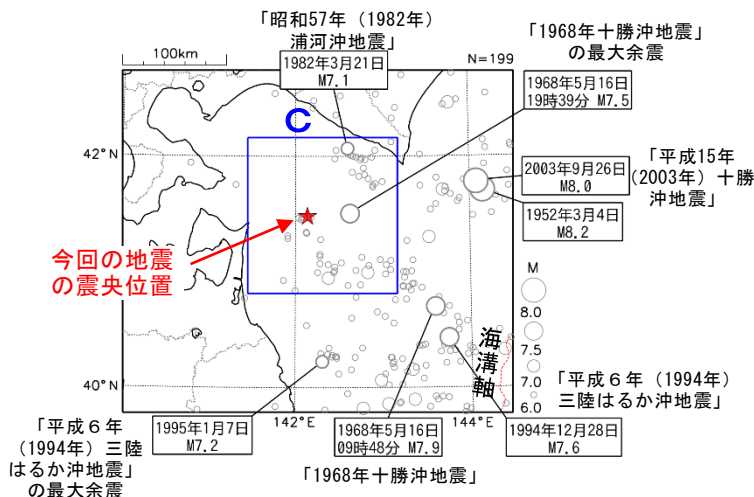 「昭和57年（1982年）
浦河沖地震」
「1968年十勝沖地震」
の最大余震
100km
N=199
1982年3月21日
M7.1
1968年5月16日
19時39分 M7.5
C
42°N
2003年9月26日
M8.0
「平成15年
(2003年) 十勝
沖地震」
1952年3月4日
M8.2
今回の地震
の震央位置
M
8.0
7.5
7.0
6.0
海溝軸
40°N
142°E
144°E
「平成６年（1994年）
三陸はるか沖地震」
「平成６年
（1994年）三陸
はるか沖地震」
の最大余震
1995年1月7日
M7.2
1968年5月16日
09時48分 M7.9
1994年12月28日
M7.6
「1968年十勝沖地震」